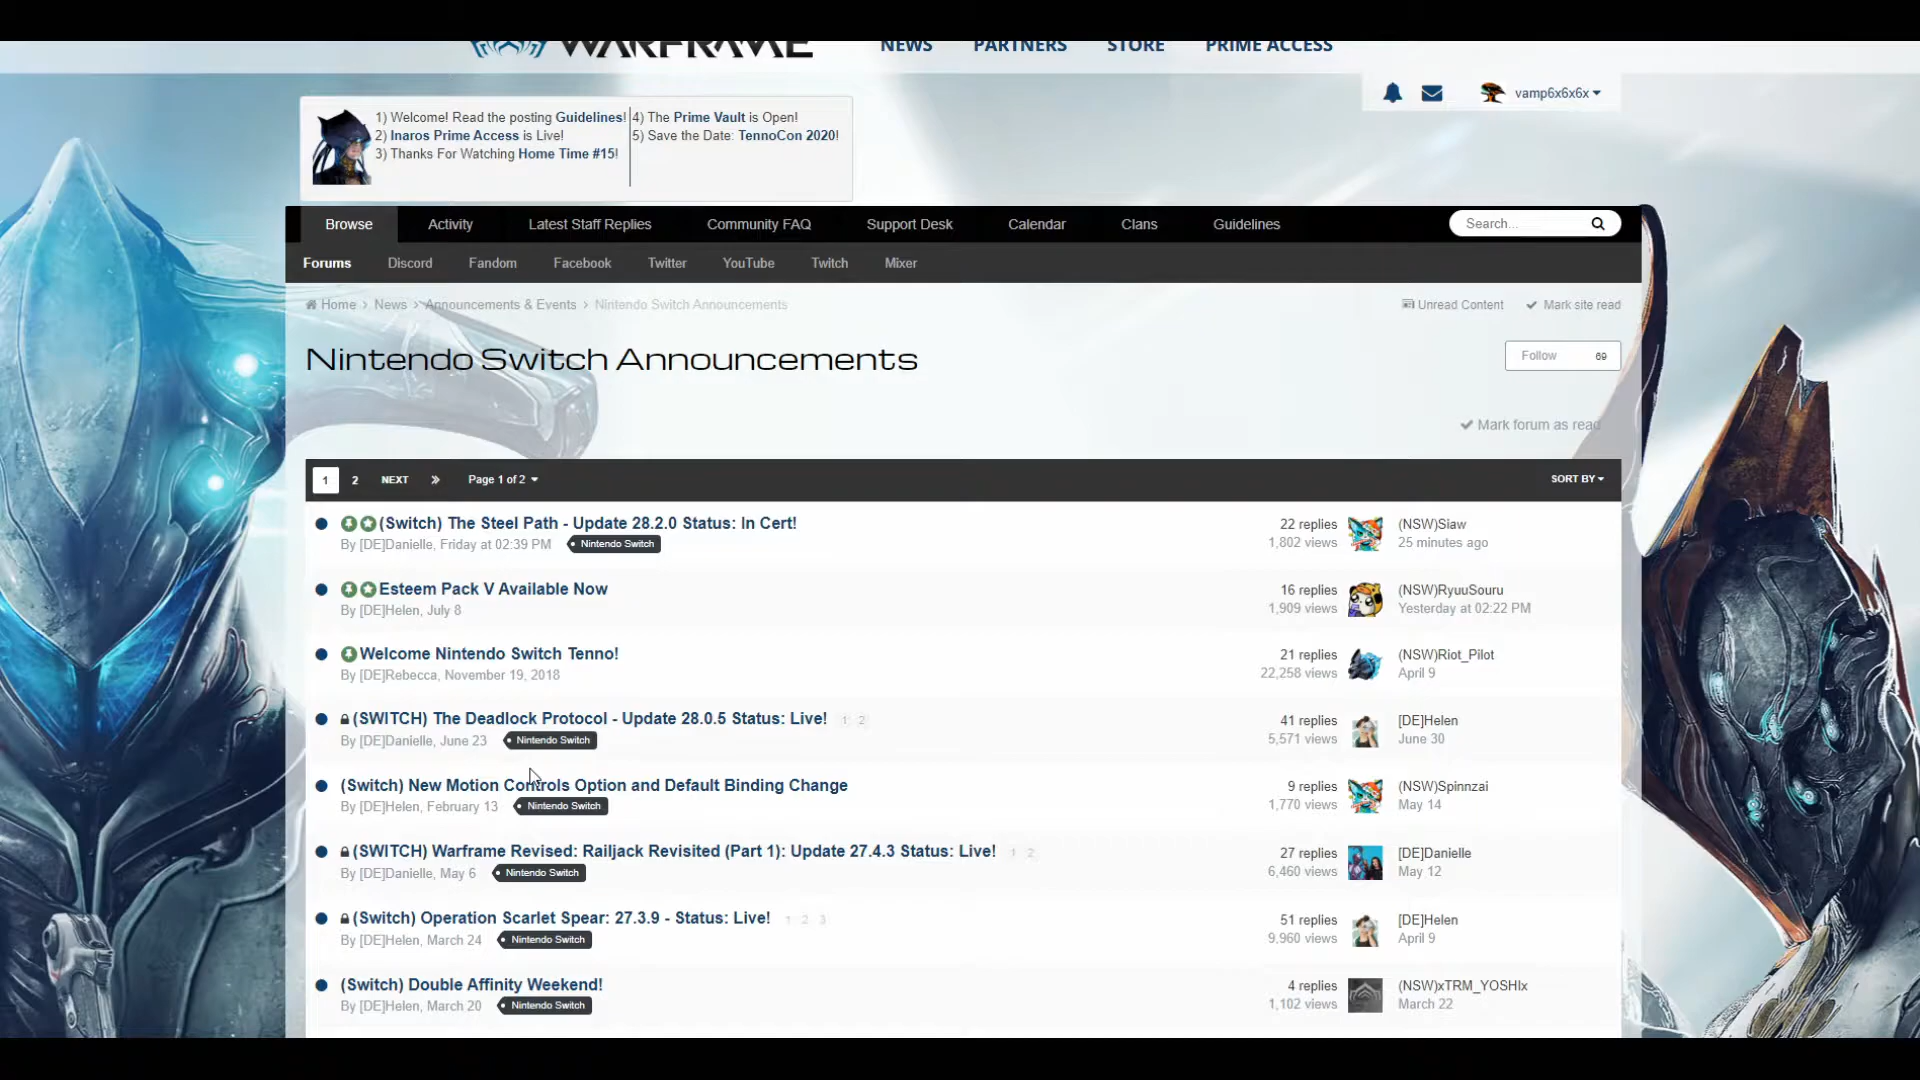 WARFRAME NEWS PARTNERS STORE PRIME ACCESS
vamp6x6x6x
1) Welcome! Read the posting Guidelines!
2) Inaros Prime Access is Live!
3) Thanks For Watching Home Time #15!
4) The Prime Vault is Open!
5) Save the Date: TennoCon 2020!
Browse Activity Latest Staff Replies Community FAQ Support Desk Calendar Clans Guidelines Search...
Forums Discord Fandom Facebook Twitter YouTube Twitch Mixer
Home > News > Announcements & Events > Nintendo Switch Announcements Unread Content Mark site read
Nintendo Switch Announcements Follow 69
Mark forum as read
1 2 NEXT » Page 1 of 2 SORT BY
(Switch) The Steel Path - Update 28.2.0 Status: In Cert! 22 replies (NSW)Siaw
By [DE]Danielle, Friday at 02:39 PM Nintendo Switch 1,802 views 25 minutes ago
Esteem Pack V Available Now 16 replies (NSW)RyuuSouru
By [DE]Helen, July 8 1,909 views Yesterday at 02:22 PM
Welcome Nintendo Switch Tenno! 21 replies (NSW)Riot_Pilot
By [DE]Rebecca, November 19, 2018 22,258 views April 9
(SWITCH) The Deadlock Protocol - Update 28.0.5 Status: Live! 1 2 41 replies [DE]Helen
By [DE]Danielle, June 23 Nintendo Switch 5,571 views June 30
(Switch) New Motion Controls Option and Default Binding Change 9 replies (NSW)Spinnzai
By [DE]Helen, February 13 Nintendo Switch 1,770 views May 14
(SWITCH) Warframe Revised: Railjack Revisited (Part 1): Update 27.4.3 Status: Live! 1 2 27 replies [DE]Danielle
By [DE]Danielle, May 6 Nintendo Switch 6,460 views May 12
(Switch) Operation Scarlet Spear: 27.3.9 - Status: Live! 1 2 3 51 replies [DE]Helen
By [DE]Helen, March 24 Nintendo Switch 9,960 views April 9
(Switch) Double Affinity Weekend! 4 replies (NSW)xTRM_YOSHIx
By [DE]Helen, March 20 Nintendo Switch 1,102 views March 22